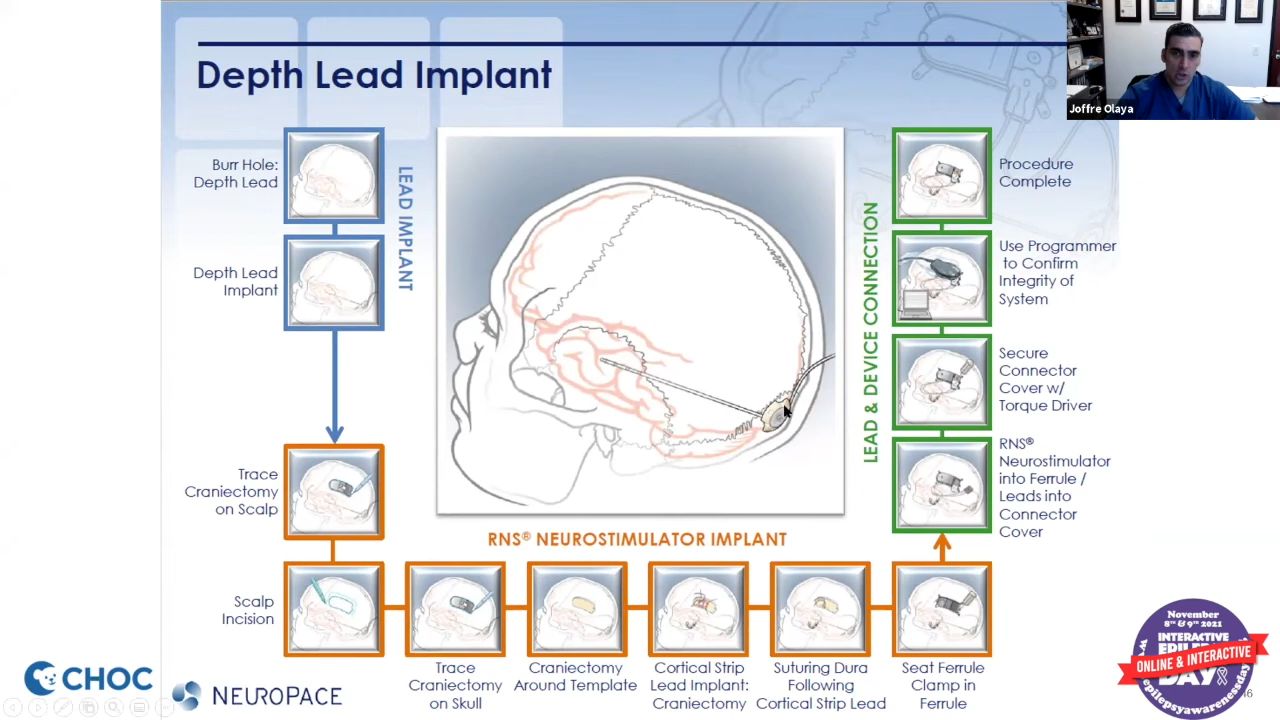 Depth Lead Implant
Joffre Olaya
Burr Hole:
Depth Lead
Depth Lead
Implant
LEAD IMPLANT
Trace
Craniectomy
on Scalp
Scalp
Incision
RNS® NEUROSTIMULATOR IMPLANT
Trace
Craniectomy
on Skull
Craniectomy
Around Template
Cortical Strip
Lead Implant:
Craniectomy
Suturing Dura
Following
Cortical Strip Lead
Seat Ferrule
Clamp in
Ferrule
LEAD & DEVICE CONNECTION
Procedure
Complete
Use Programmer
to Confirm
Integrity of
System
Secure
Connector
Cover w/
Torque Driver
RNS®
Neurostimulator
into Ferrule /
Leads into
Connector
Cover
CHOC
NEUROPACE
November
8TH & 9TH 2021
INTERACTIVE
ONLINE & INTERACTIVE
DAY
46